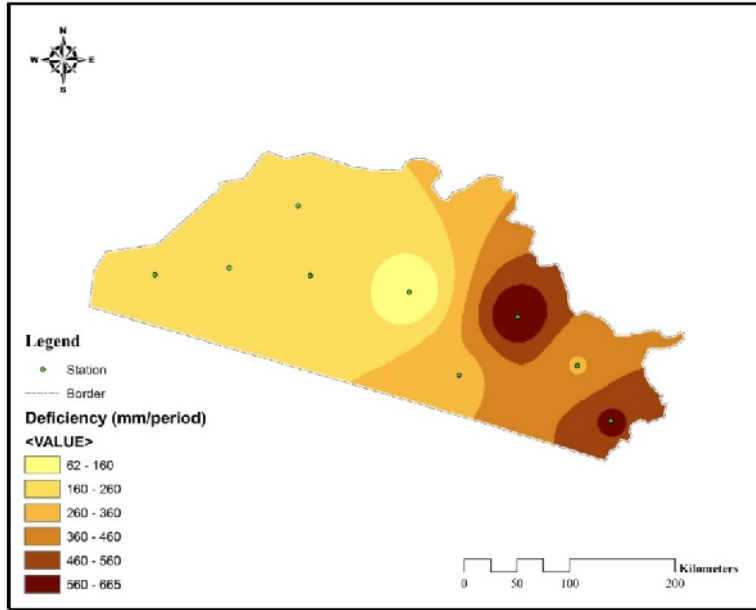 N
W E
S
Legend
Station
Border
Deficiency (mm/period)
<VALUE>
62 - 160
160 - 260
260 - 360
360 - 460
460 - 560
560 - 665
Kilometers
0 50 100 200